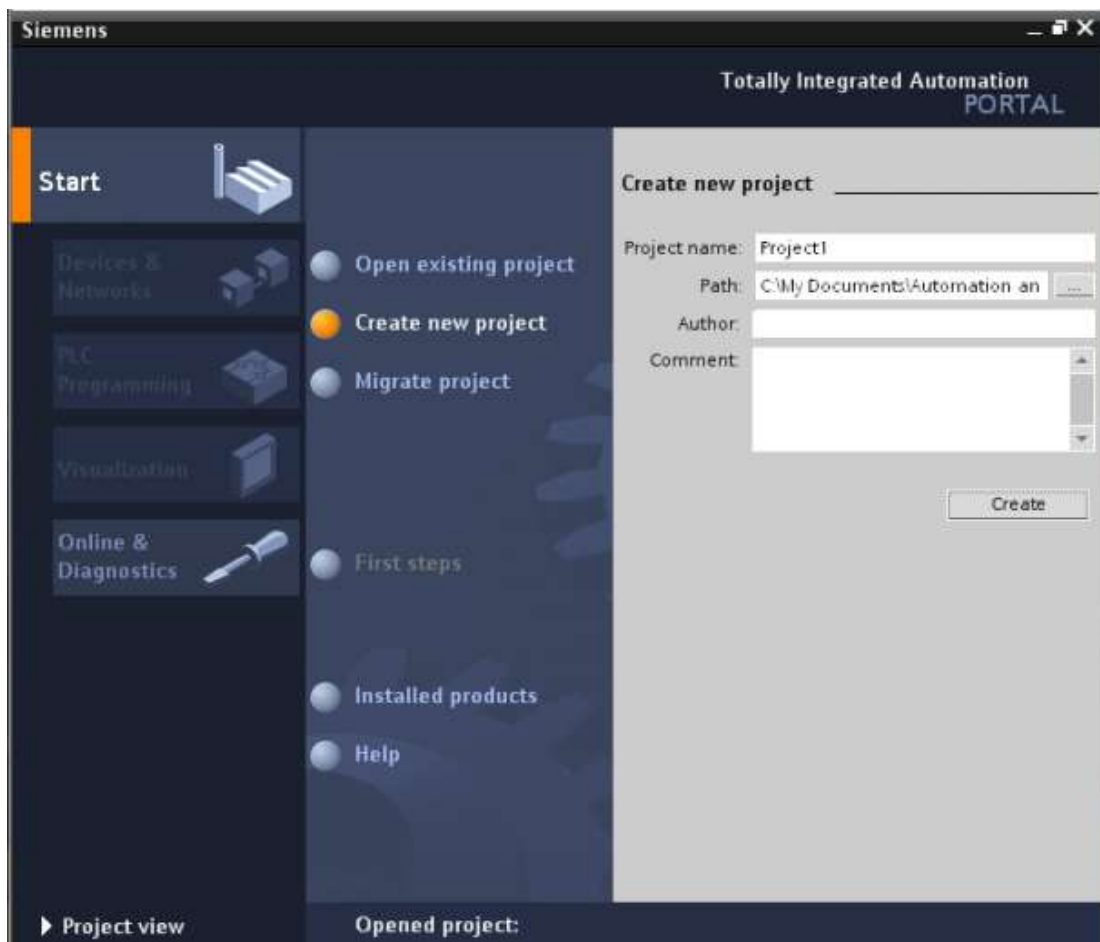 Siemens
Totally Integrated Automation
PORTAL
Start
Devices &
Networks
PLC
Programming
Visualization
Online &
Diagnostics
Open existing project
Create new project
Migrate project
First steps
Installed products
Help
Create new project
Project name: Project1
Path: C:\My Documents\Automation an ...
Author:
Comment:
Create
Project view
Opened project: